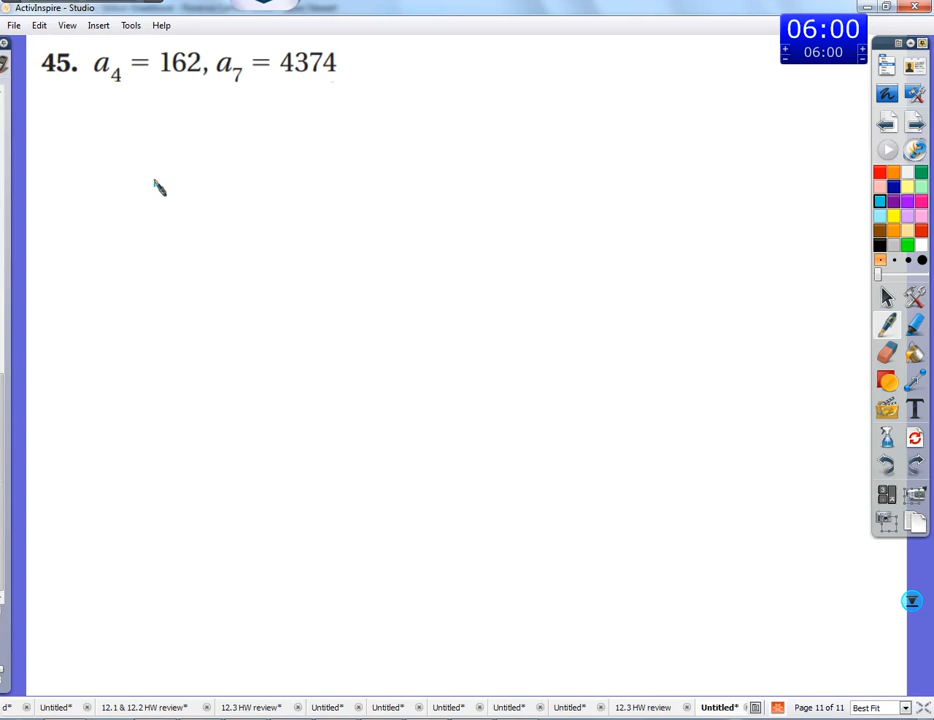 ActivInspire - Studio
File Edit View Insert Tools Help
06:00
06:00
45. a₄ = 162, a₇ = 4374
T
d* Untitled* 12.1 & 12.2 HW review* 12.3 HW review* Untitled* Untitled* Untitled* Untitled* Untitled* 12.3 HW review Untitled* Page 11 of 11 Best Fit